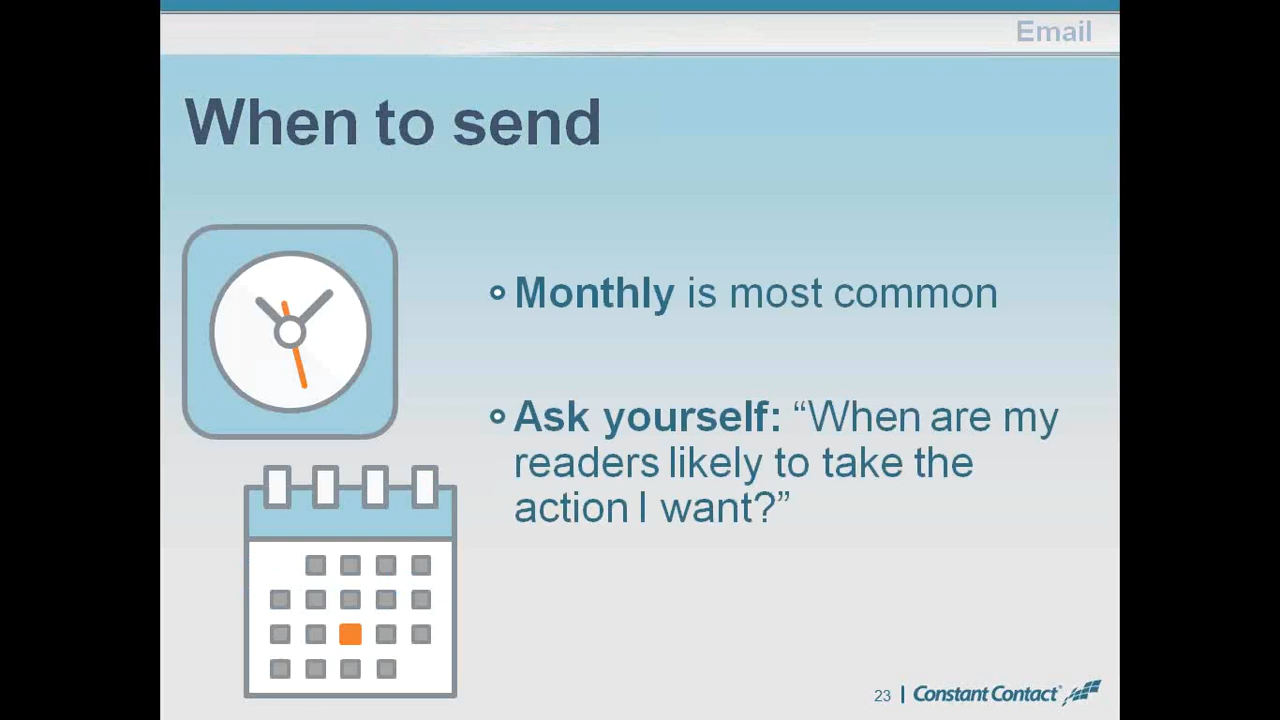 Email
When to send
Monthly is most common
Ask yourself: “When are my
readers likely to take the
action I want?”
23 | Constant Contact®